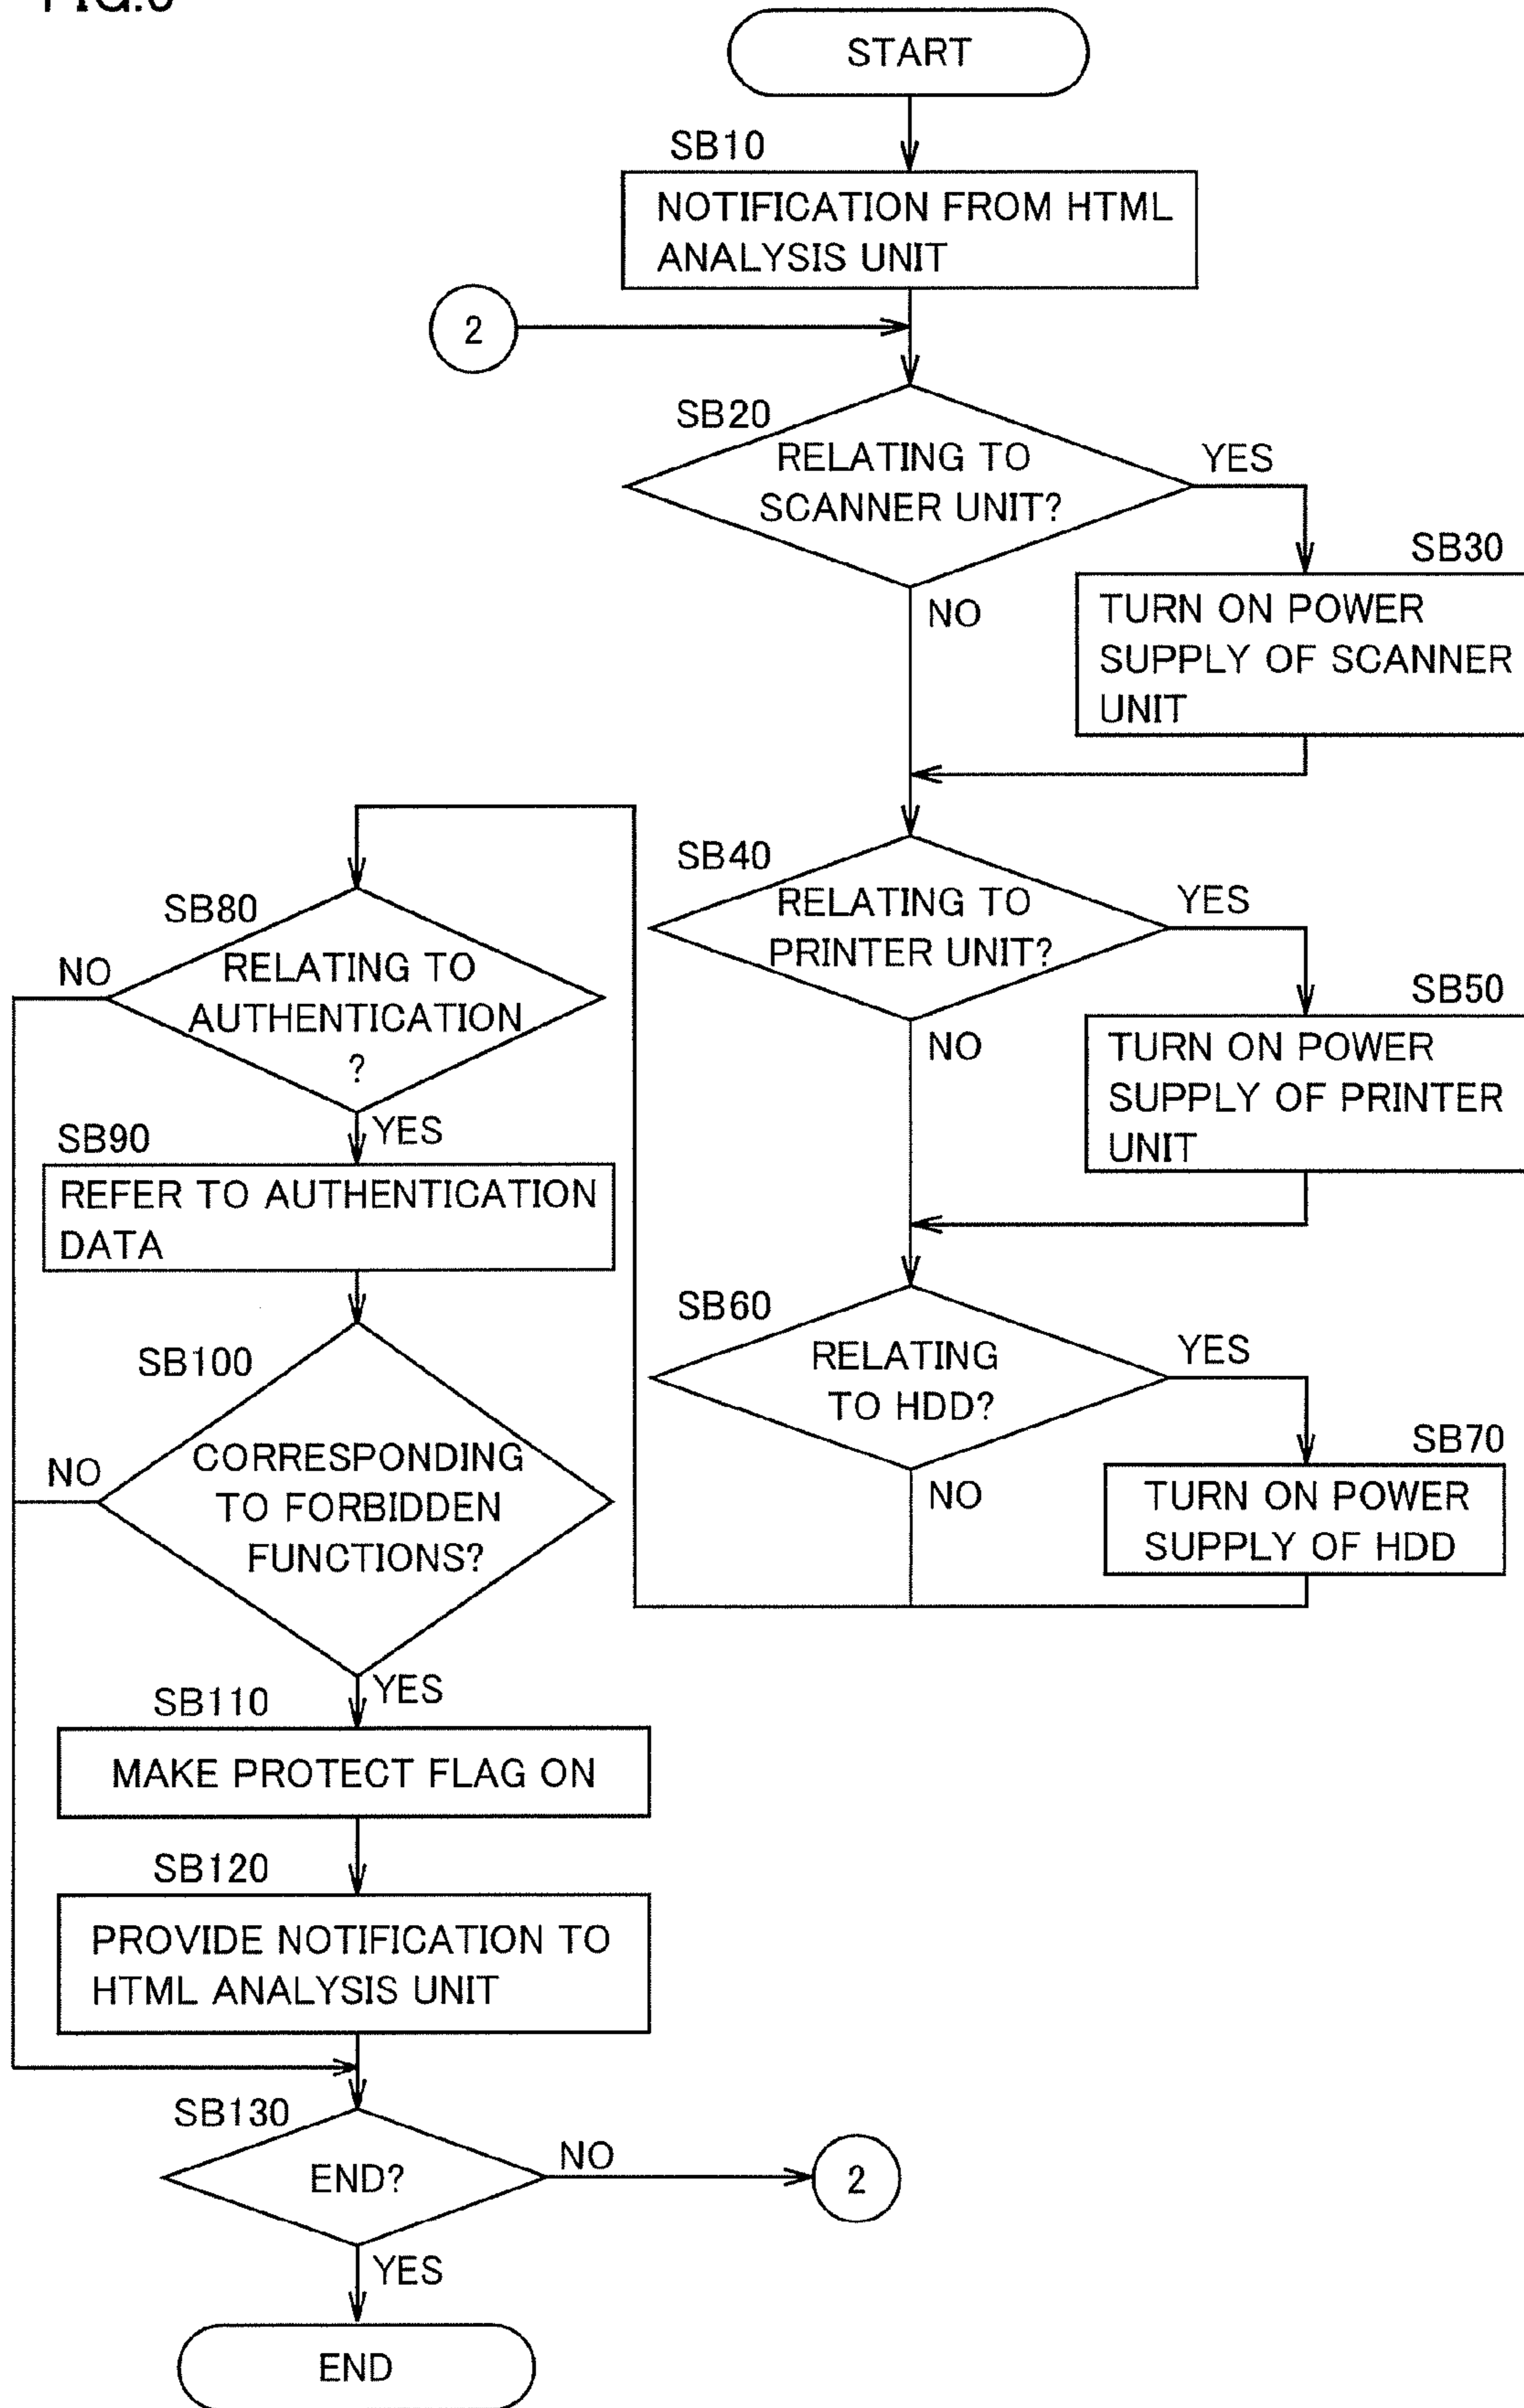 START
SB10
NOTIFICATION FROM HTML
ANALYSIS UNIT
2
SB20
RELATING TO
SCANNER UNIT?
YES
NO
SB30
TURN ON POWER
SUPPLY OF SCANNER
UNIT
SB40
RELATING TO
PRINTER UNIT?
YES
NO
SB50
TURN ON POWER
SUPPLY OF PRINTER
UNIT
SB60
RELATING
TO HDD?
YES
NO
SB70
TURN ON POWER
SUPPLY OF HDD
SB80
NO
RELATING TO
AUTHENTICATION
?
YES
SB90
REFER TO AUTHENTICATION
DATA
SB100
NO
CORRESPONDING
TO FORBIDDEN
FUNCTIONS?
YES
SB110
MAKE PROTECT FLAG ON
SB120
PROVIDE NOTIFICATION TO
HTML ANALYSIS UNIT
SB130
END?
NO
2
YES
END